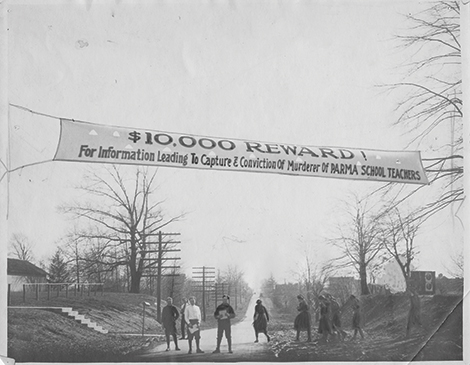 $10,000 REWARD!
For Information Leading To Capture & Conviction Of Murderer Of PARMA SCHOOL TEACHERS